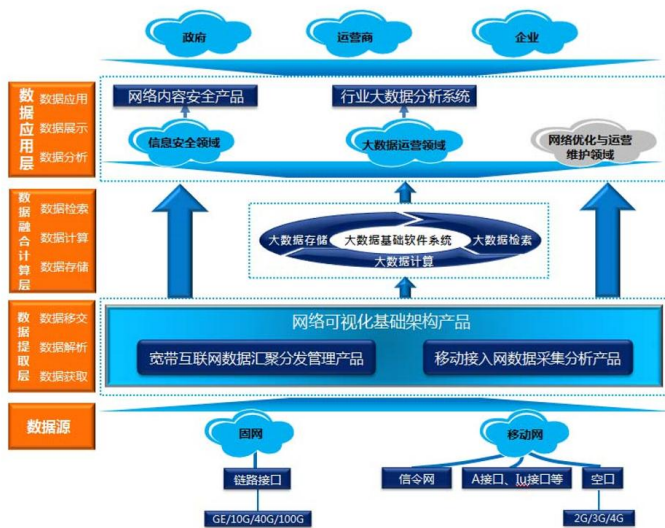 政府
运营商
企业
数据应用层
数据应用
数据展示
数据分析
网络内容安全产品
行业大数据分析系统
信息安全领域
大数据运营领域
网络优化与运营
维护领域
数据融合计算层
数据检索
数据计算
数据存储
大数据存储
大数据基础软件系统
大数据检索
大数据计算
数据提取层
数据移交
数据解析
数据获取
网络可视化基础架构产品
宽带互联网数据汇聚分发管理产品
移动接入网数据采集分析产品
数据源
固网
移动网
链路接口
信令网
A接口、Iu接口等
空口
GE/10G/40G/100G
2G/3G/4G